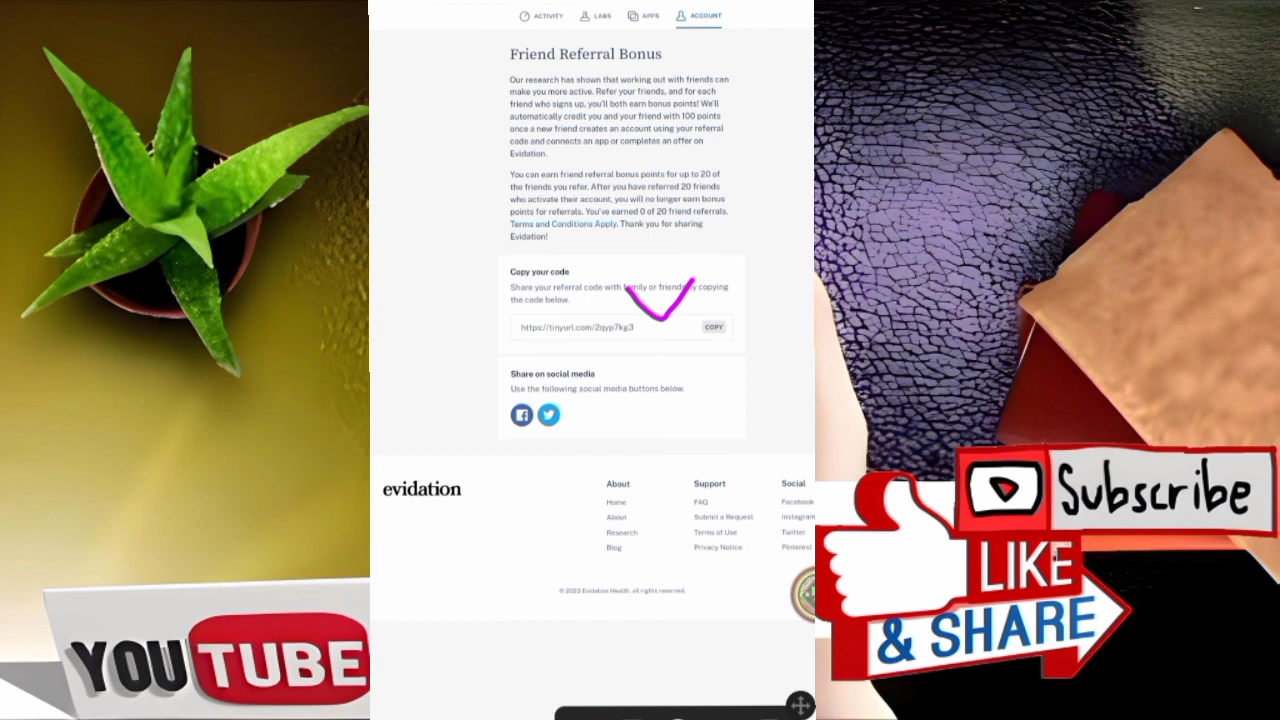 ACTIVITY LABS APPS ACCOUNT
Friend Referral Bonus
Our research has shown that working out with friends can
make you more active. Refer your friends, and for each
friend who signs up, you'll both earn bonus points! We'll
automatically credit you and your friend with 100 points
once a new friend creates an account using your referral
code and connects an app or completes an offer on
Evidation.
You can earn friend referral bonus points for up to 20 of
the friends you refer. After you have referred 20 friends
who activate their account, you will no longer earn bonus
points for referrals. You've earned 0 of 20 friend referrals.
Terms and Conditions Apply. Thank you for sharing
Evidation!
Copy your code
Share your referral code with family or friends by copying
the code below.
https://tinyurl.com/2qyp7kg3 COPY
Share on social media
Use the following social media buttons below.
evidation
About
Home
About
Research
Blog
Support
FAQ
Submit a Request
Terms of Use
Privacy Notice
Social
Facebook
Instagram
Twitter
Pinterest
© 2023 Evidation Health, all rights reserved.
YOUTUBE
Subscribe
LIKE
& SHARE